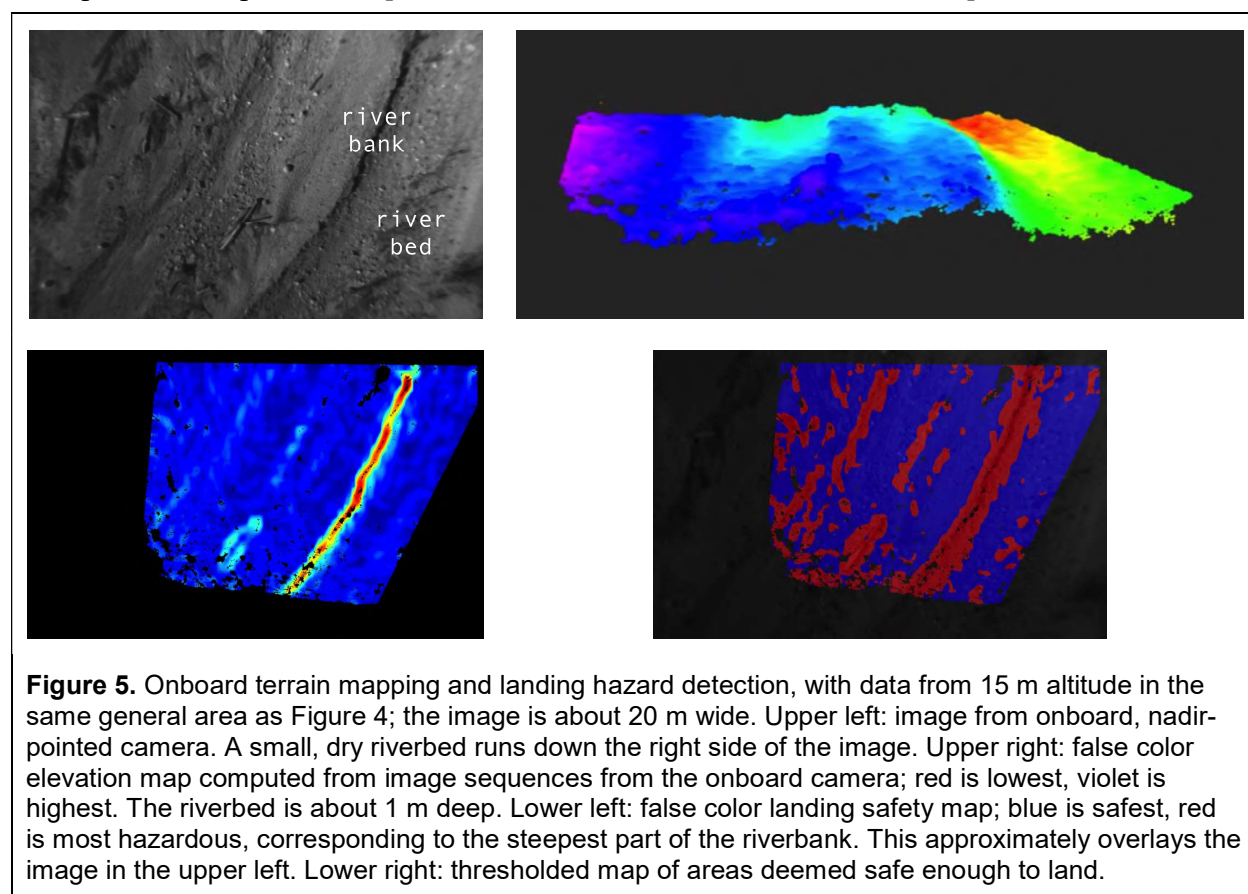 river
bank
river
bed
Figure 5. Onboard terrain mapping and landing hazard detection, with data from 15 m altitude in the
same general area as Figure 4; the image is about 20 m wide. Upper left: image from onboard, nadir-
pointed camera. A small, dry riverbed runs down the right side of the image. Upper right: false color
elevation map computed from image sequences from the onboard camera; red is lowest, violet is
highest. The riverbed is about 1 m deep. Lower left: false color landing safety map; blue is safest, red
is most hazardous, corresponding to the steepest part of the riverbank. This approximately overlays the
image in the upper left. Lower right: thresholded map of areas deemed safe enough to land.